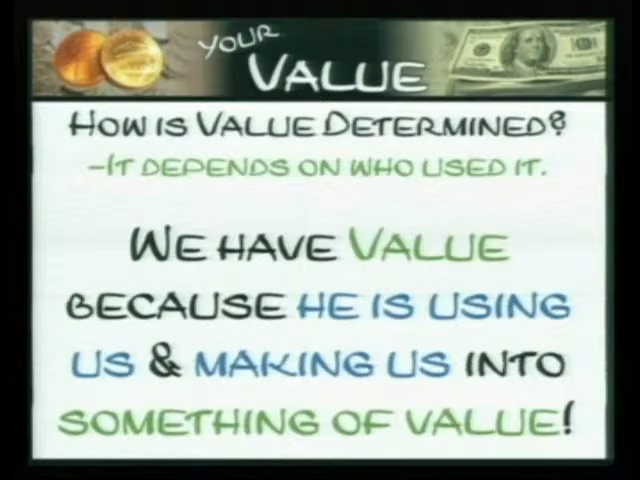 YOUR
VALUE
HOW IS VALUE DETERMINED?
-IT DEPENDS ON WHO USED IT.
WE HAVE VALUE
BECAUSE HE IS USING
US & MAKING US INTO
SOMETHING OF VALUE!